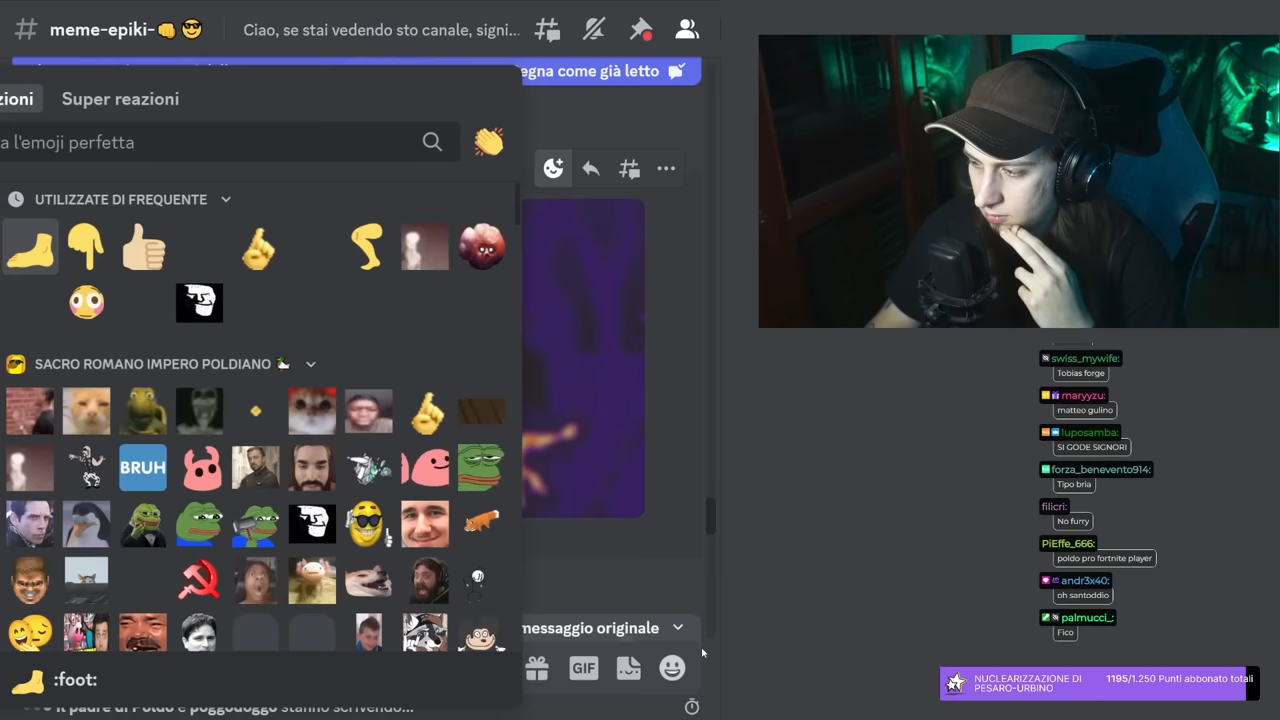 meme-epiki-
Ciao, se stai vedendo sto canale, signi...
egna come già letto
zioni
Super reazioni
a l'emoji perfetta
UTILIZZATE DI FREQUENTE
SACRO ROMANO IMPERO POLDIANO
BRUH
messaggio originale
GIF
:foot:
Il padre di Poldo e poggodoggo stanno scrivendo...
swiss_mywife:
Tobias forge
maryyzu:
matteo gulino
luposamba:
SI GODE SIGNORI
forza_benevento914:
Tipo bria
filicri:
No furry
PiEffe_666:
poldo pro fortnite player
andr3x40:
oh santoddio
palmucci_:
Fico
NUCLEARIZZAZIONE DI
PESARO-URBINO
1195/1.250 Punti abbonato totali